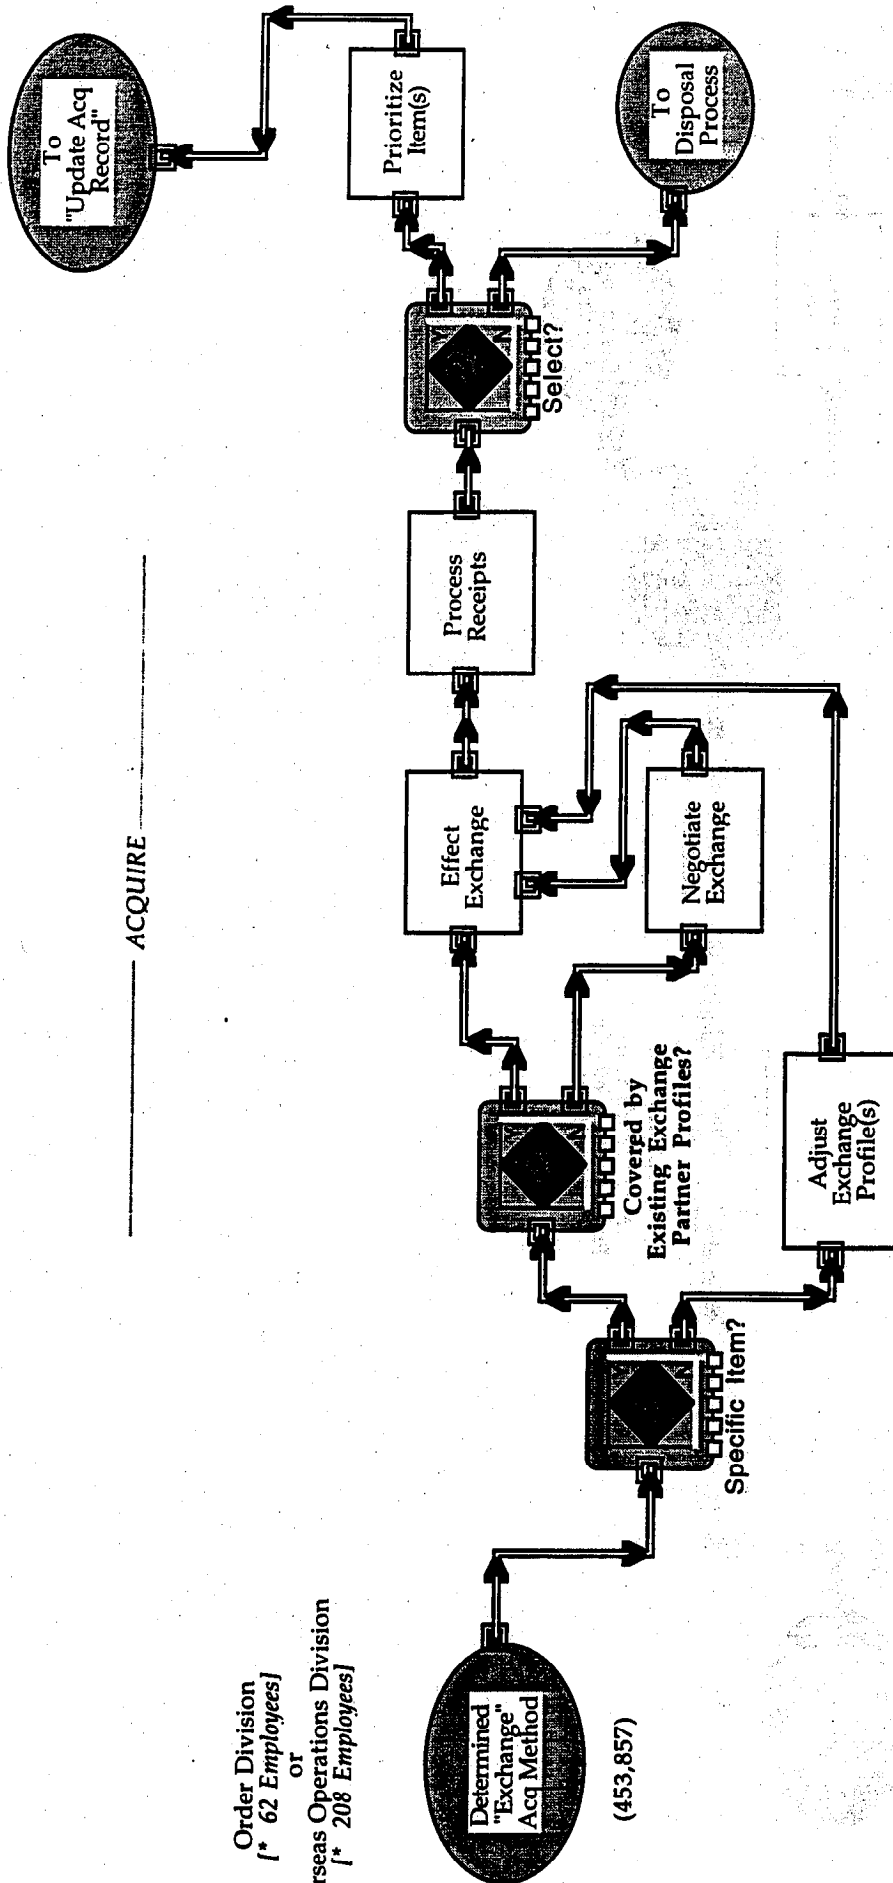 ACQUIRE
Order Division
[* 62 Employees]
or
rseas Operations Division
[* 208 Employees]
Determined
"Exchange"
Acq Method
(453,857)
Y
N
Specific Item?
Y
N
Covered by
Existing Exchange
Partner Profiles?
Adjust
Exchange
Profile(s)
Negotiate
Exchange
Effect
Exchange
Process
Receipts
Y
N
Select?
Prioritize
Item(s)
To
"Update Acq
Record"
To
Disposal
Process